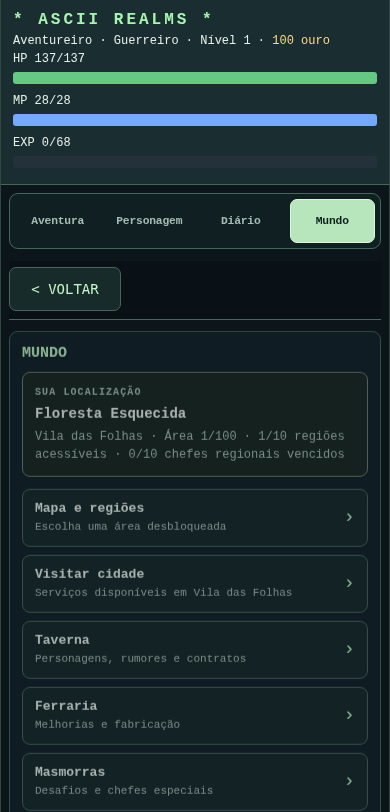 * ASCII REALMS *
Aventureiro · Guerreiro · Nível 1 · 100 ouro
HP 137/137
MP 28/28
EXP 0/68
Aventura Personagem Diário Mundo
< VOLTAR
MUNDO
SUA LOCALIZAÇÃO
Floresta Esquecida
Vila das Folhas · Área 1/100 · 1/10 regiões
acessíveis · 0/10 chefes regionais vencidos
Mapa e regiões
Escolha uma área desbloqueada
Visitar cidade
Serviços disponíveis em Vila das Folhas
Taverna
Personagens, rumores e contratos
Ferraria
Melhorias e fabricação
Masmorras
Desafios e chefes especiais